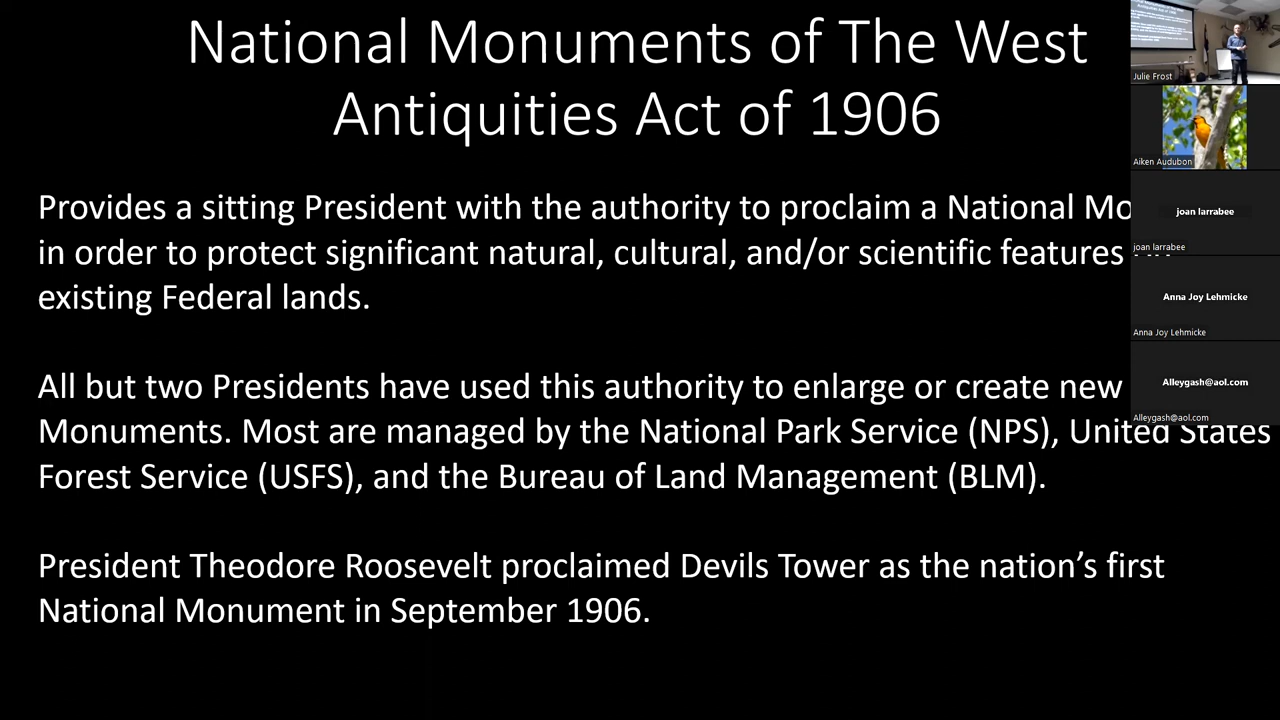 National Monuments of The West
Antiquities Act of 1906
Provides a sitting President with the authority to proclaim a National
in order to protect significant natural, cultural, and/or scientific features
existing Federal lands.
All but two Presidents have used this authority to enlarge or create new
Monuments. Most are managed by the National Park Service (NPS), United States
Forest Service (USFS), and the Bureau of Land Management (BLM).
President Theodore Roosevelt proclaimed Devils Tower as the nation’s first
National Monument in September 1906.
Julie Frost
Aiken Audubon
joan larrabee
joan larrabee
Anna Joy Lehmicke
Anna Joy Lehmicke
Alleygash@aol.com
Alleygash@aol.com